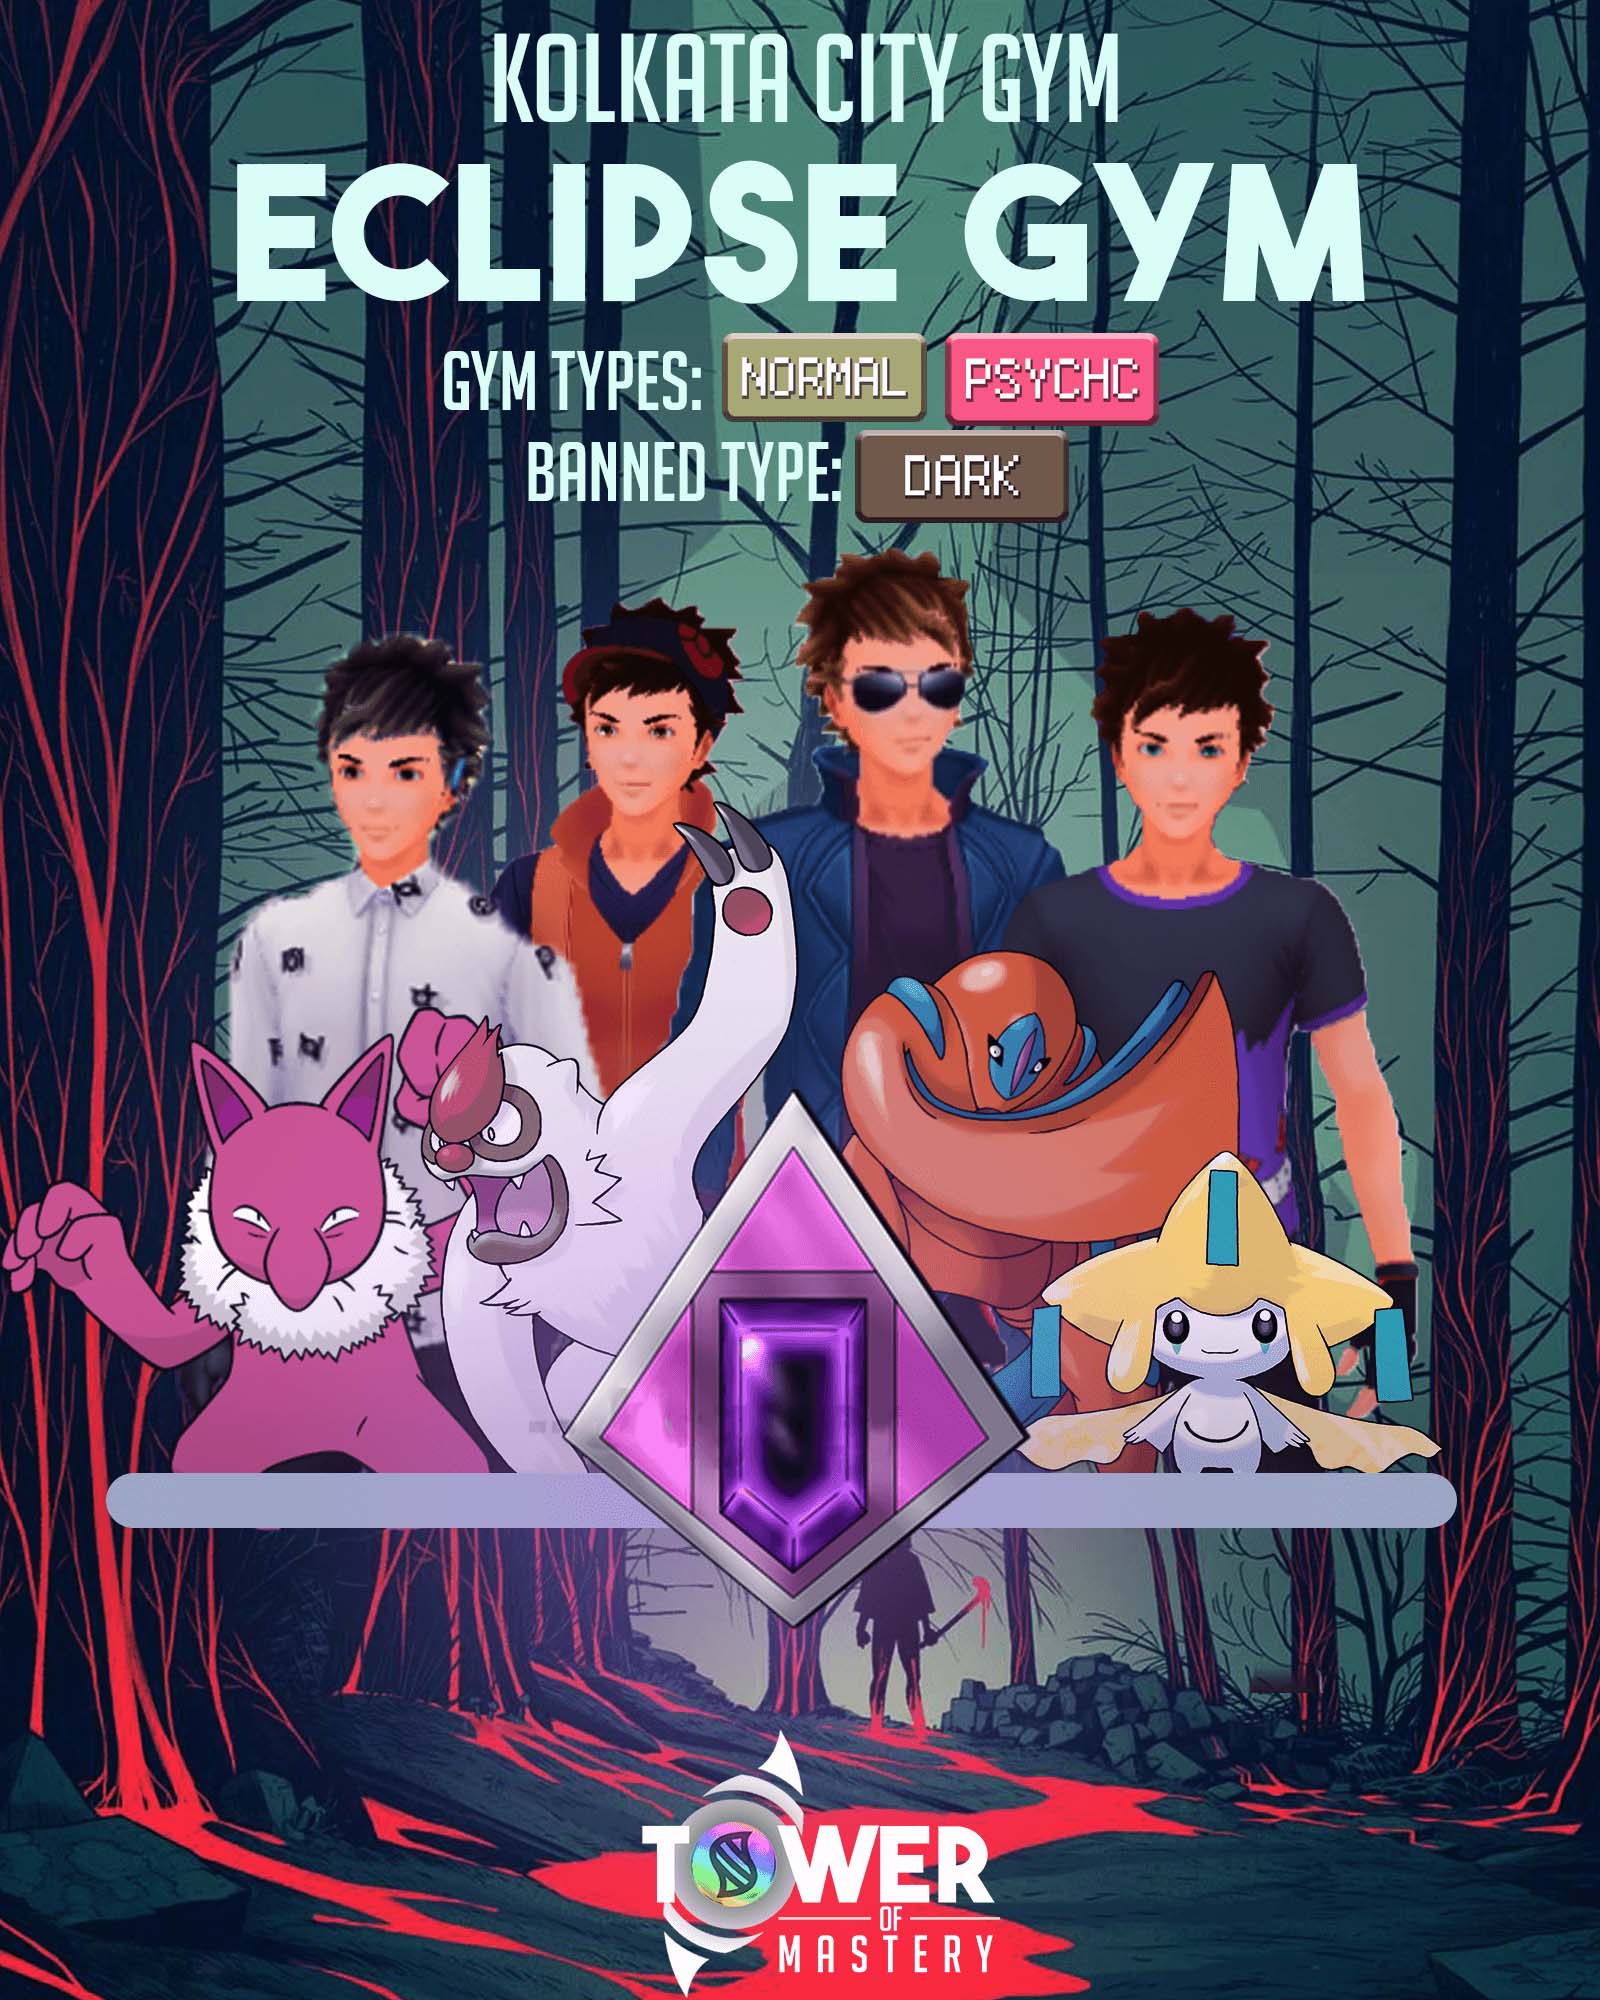 KOLKATA CITY GYM
ECLIPSE GYM
GYM TYPES: NORMAL PSYCHC
BANNED TYPE: DARK
TOWER
OF
MASTERY